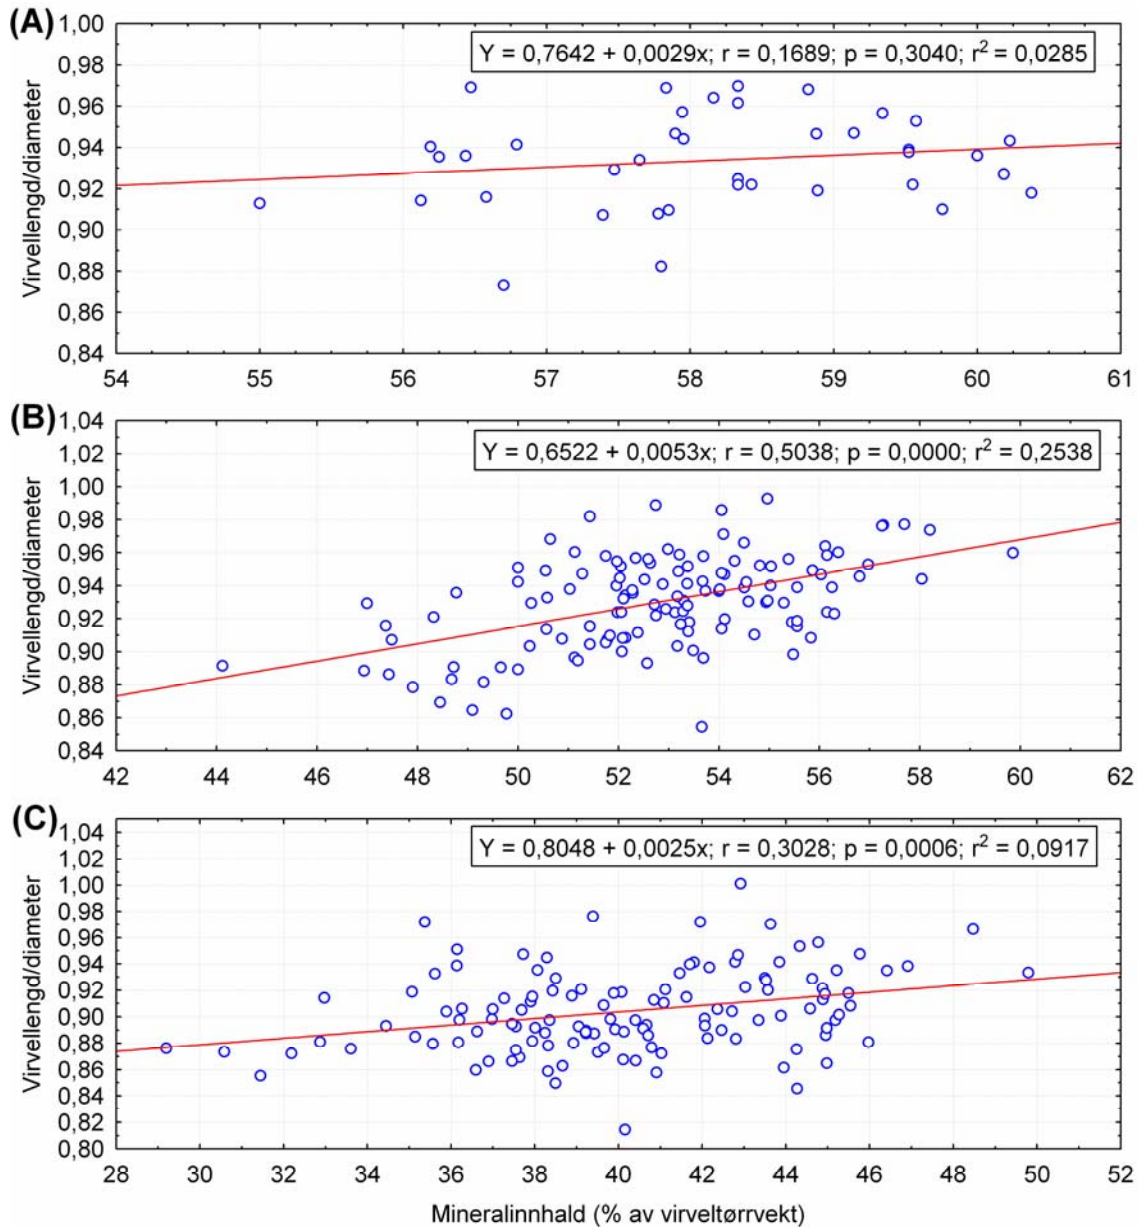 (A)
1,00
0,98
0,96
0,94
0,92
0,90
0,88
0,86
0,84
Virvellengd/diameter
Y = 0,7642 + 0,0029x; r = 0,1689; p = 0,3040; r² = 0,0285
54 55 56 57 58 59 60 61
(B)
1,04
1,02
1,00
0,98
0,96
0,94
0,92
0,90
0,88
0,86
0,84
Virvellengd/diameter
Y = 0,6522 + 0,0053x; r = 0,5038; p = 0,0000; r² = 0,2538
42 44 46 48 50 52 54 56 58 60 62
(C)
1,04
1,02
1,00
0,98
0,96
0,94
0,92
0,90
0,88
0,86
0,84
0,82
0,80
Virvellengd/diameter
Y = 0,8048 + 0,0025x; r = 0,3028; p = 0,0006; r² = 0,0917
28 30 32 34 36 38 40 42 44 46 48 50 52
Mineralinnhald (% av virveltørrvekt)